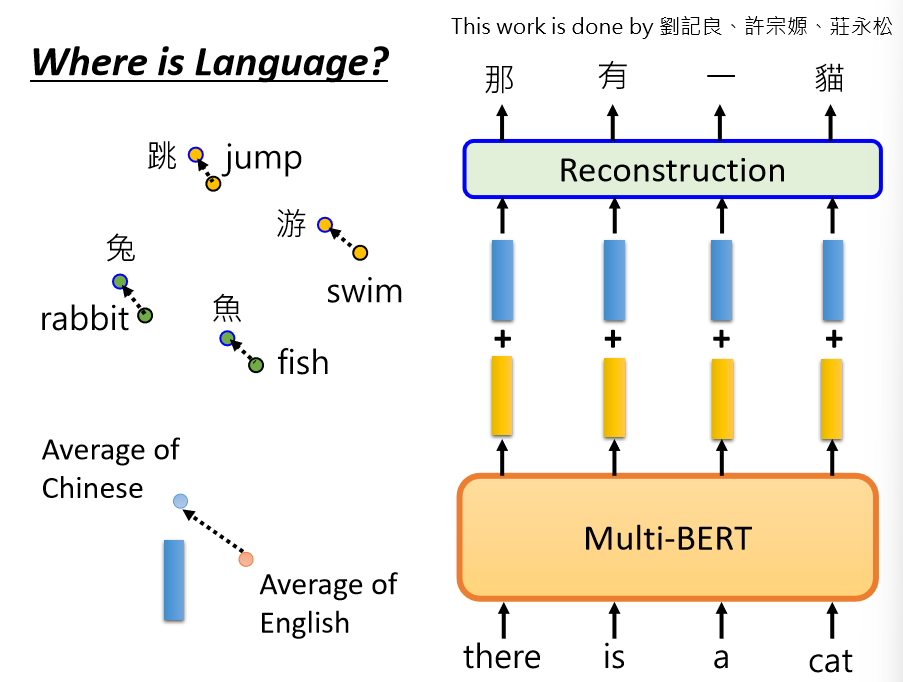 This work is done by 劉記良、許宗嫄、莊永松
Where is Language?
跳 jump
游
swim
兔
rabbit
魚
fish
Average of
Chinese
Average of
English
那 有 一 貓
Reconstruction
+ + + +
Multi-BERT
there is a cat